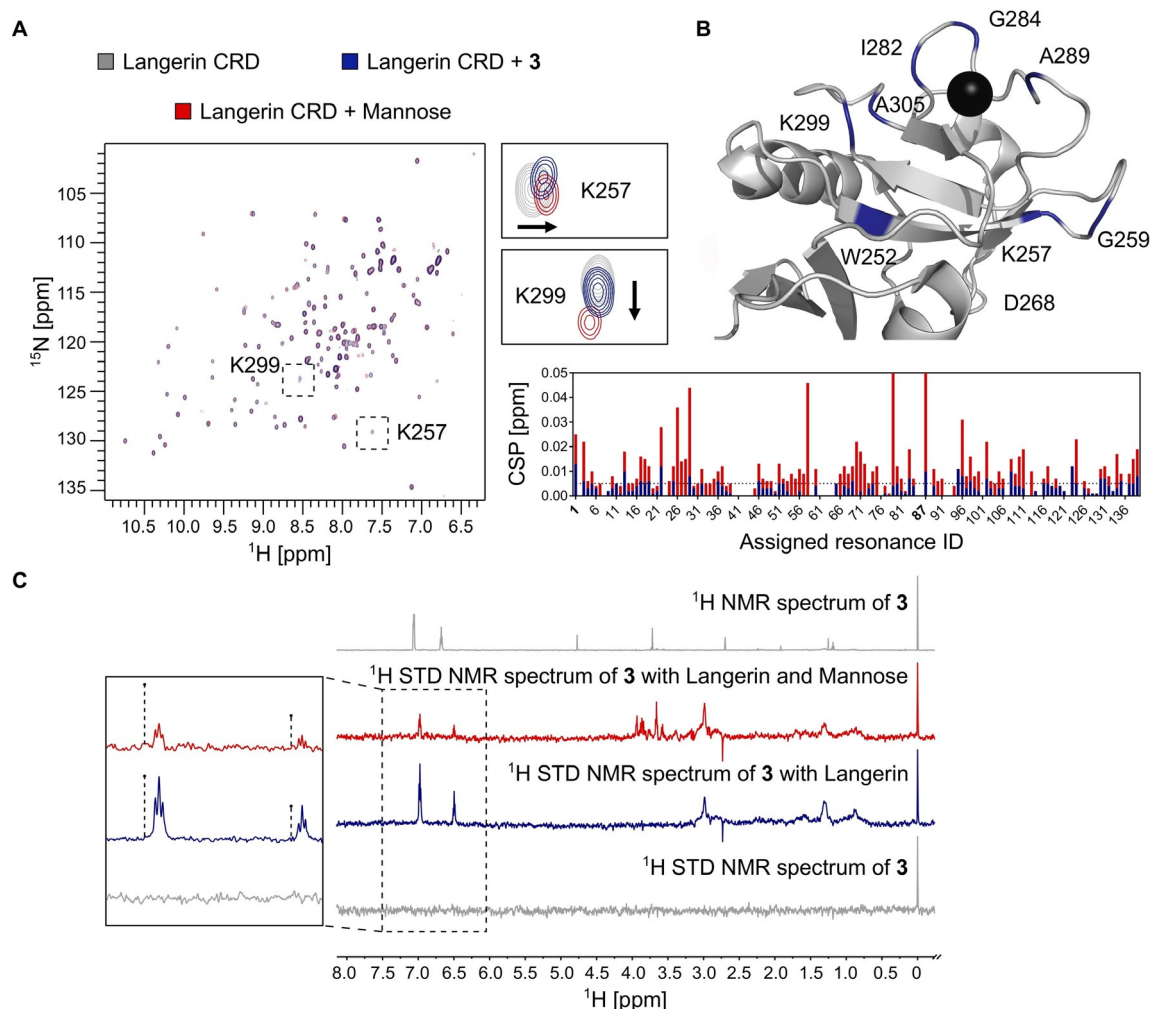 A
Langerin CRD
Langerin CRD + 3
Langerin CRD + Mannose
105
110
115
120
125
130
135
15N [ppm]
K299
K257
10.5 10.0 9.5 9.0 8.5 8.0 7.5 7.0 6.5
1H [ppm]
K257
K299
B
G284
I282
A289
A305
K299
W252
K257
G259
D268
0.05
0.04
0.03
0.02
0.01
0.00
CSP [ppm]
1 6 11 16 21 26 31 36 41 46 51 56 61 66 71 76 81 87 91 96 101 106 111 116 121 126 131 136
Assigned resonance ID
C
1H NMR spectrum of 3
1H STD NMR spectrum of 3 with Langerin and Mannose
1H STD NMR spectrum of 3 with Langerin
1H STD NMR spectrum of 3
8.0 7.5 7.0 6.5 6.0 5.5 5.0 4.5 4.0 3.5 3.0 2.5 2.0 1.5 1.0 0.5 0
1H [ppm]